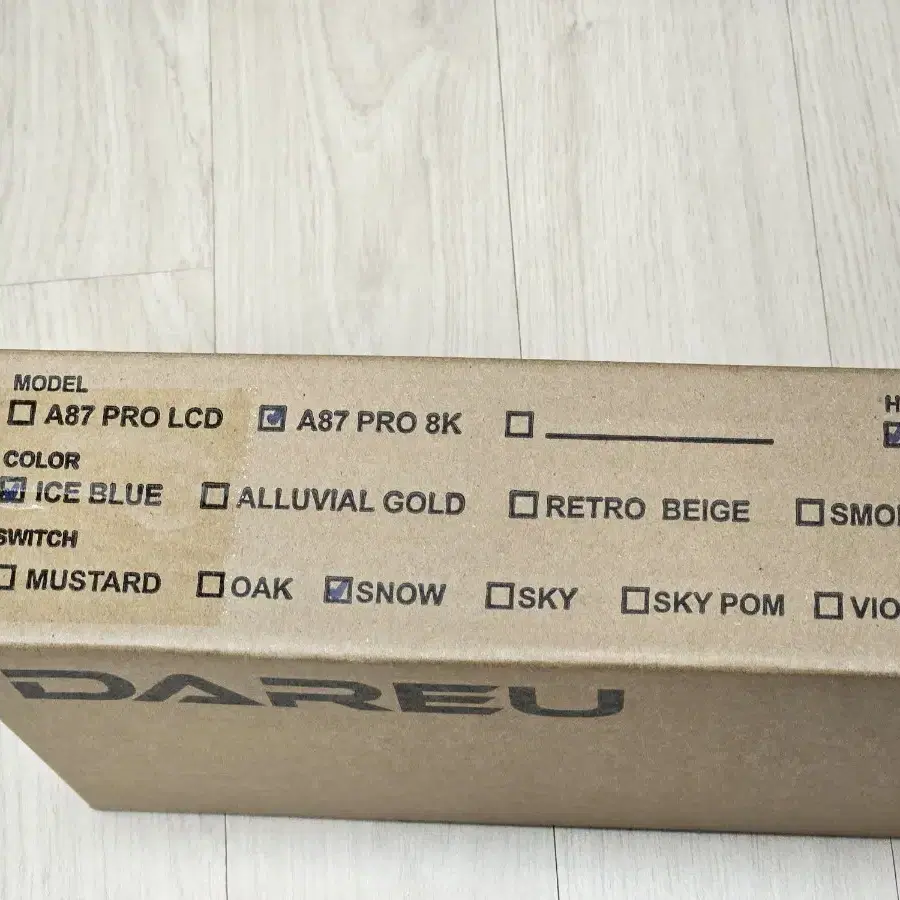 MODEL
☐ A87 PRO LCD ☑ A87 PRO 8K ☐ ____________
COLOR
☑ ICE BLUE ☐ ALLUVIAL GOLD ☐ RETRO BEIGE ☐
SWITCH
☐ MUSTARD ☐ OAK ☑ SNOW ☐ SKY ☐ SKY POM ☐
DAREU